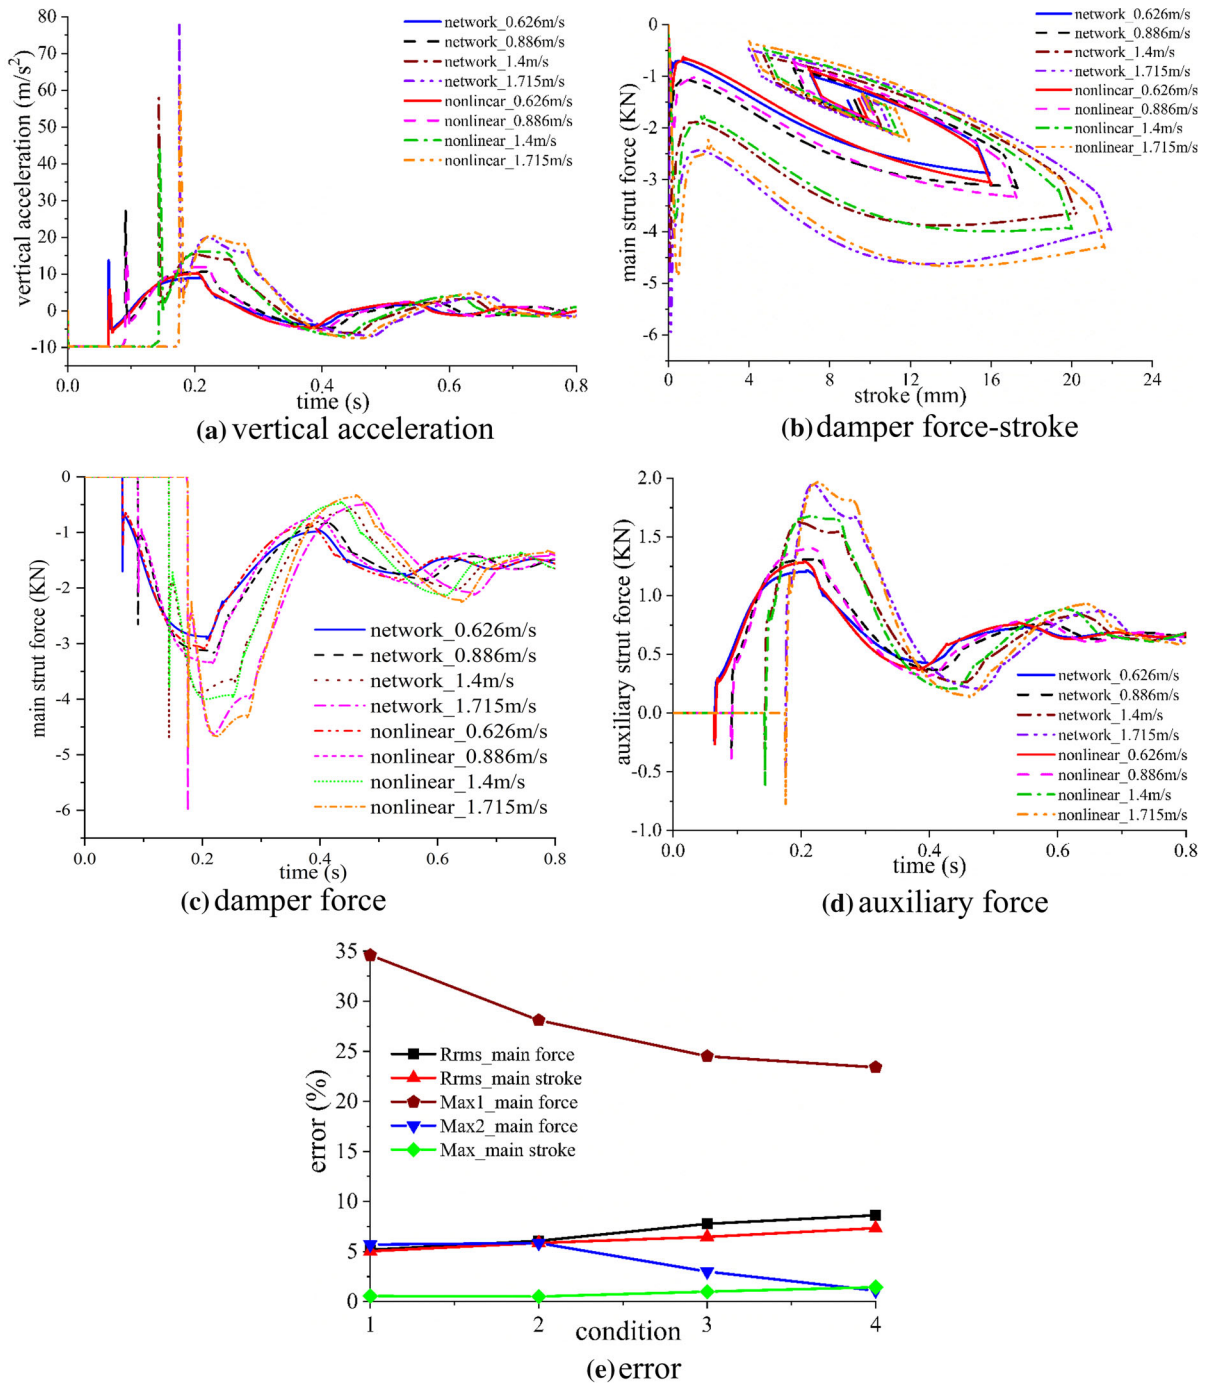 vertical acceleration (m/s²)
80
70
60
50
40
30
20
10
0
-10
network_0.626m/s
network_0.886m/s
network_1.4m/s
network_1.715m/s
nonlinear_0.626m/s
nonlinear_0.886m/s
nonlinear_1.4m/s
nonlinear_1.715m/s
0.0 0.2 0.4 0.6 0.8
time (s)
(a) vertical acceleration
main strut force (KN)
0
-1
-2
-3
-4
-5
-6
network_0.626m/s
network_0.886m/s
network_1.4m/s
network_1.715m/s
nonlinear_0.626m/s
nonlinear_0.886m/s
nonlinear_1.4m/s
nonlinear_1.715m/s
0 4 8 12 16 20 24
stroke (mm)
(b) damper force-stroke
main strut force (KN)
0
-1
-2
-3
-4
-5
-6
network_0.626m/s
network_0.886m/s
network_1.4m/s
network_1.715m/s
nonlinear_0.626m/s
nonlinear_0.886m/s
nonlinear_1.4m/s
nonlinear_1.715m/s
0.0 0.2 0.4 0.6 0.8
time (s)
(c) damper force
auxiliary strut force (KN)
2.0
1.5
1.0
0.5
0.0
-0.5
-1.0
network_0.626m/s
network_0.886m/s
network_1.4m/s
network_1.715m/s
nonlinear_0.626m/s
nonlinear_0.886m/s
nonlinear_1.4m/s
nonlinear_1.715m/s
0.0 0.2 0.4 0.6 0.8
time (s)
(d) auxiliary force
error (%)
35
30
25
20
15
10
5
0
Rrms_main force
Rrms_main stroke
Max1_main force
Max2_main force
Max_main stroke
1 2 3 4
condition
(e) error